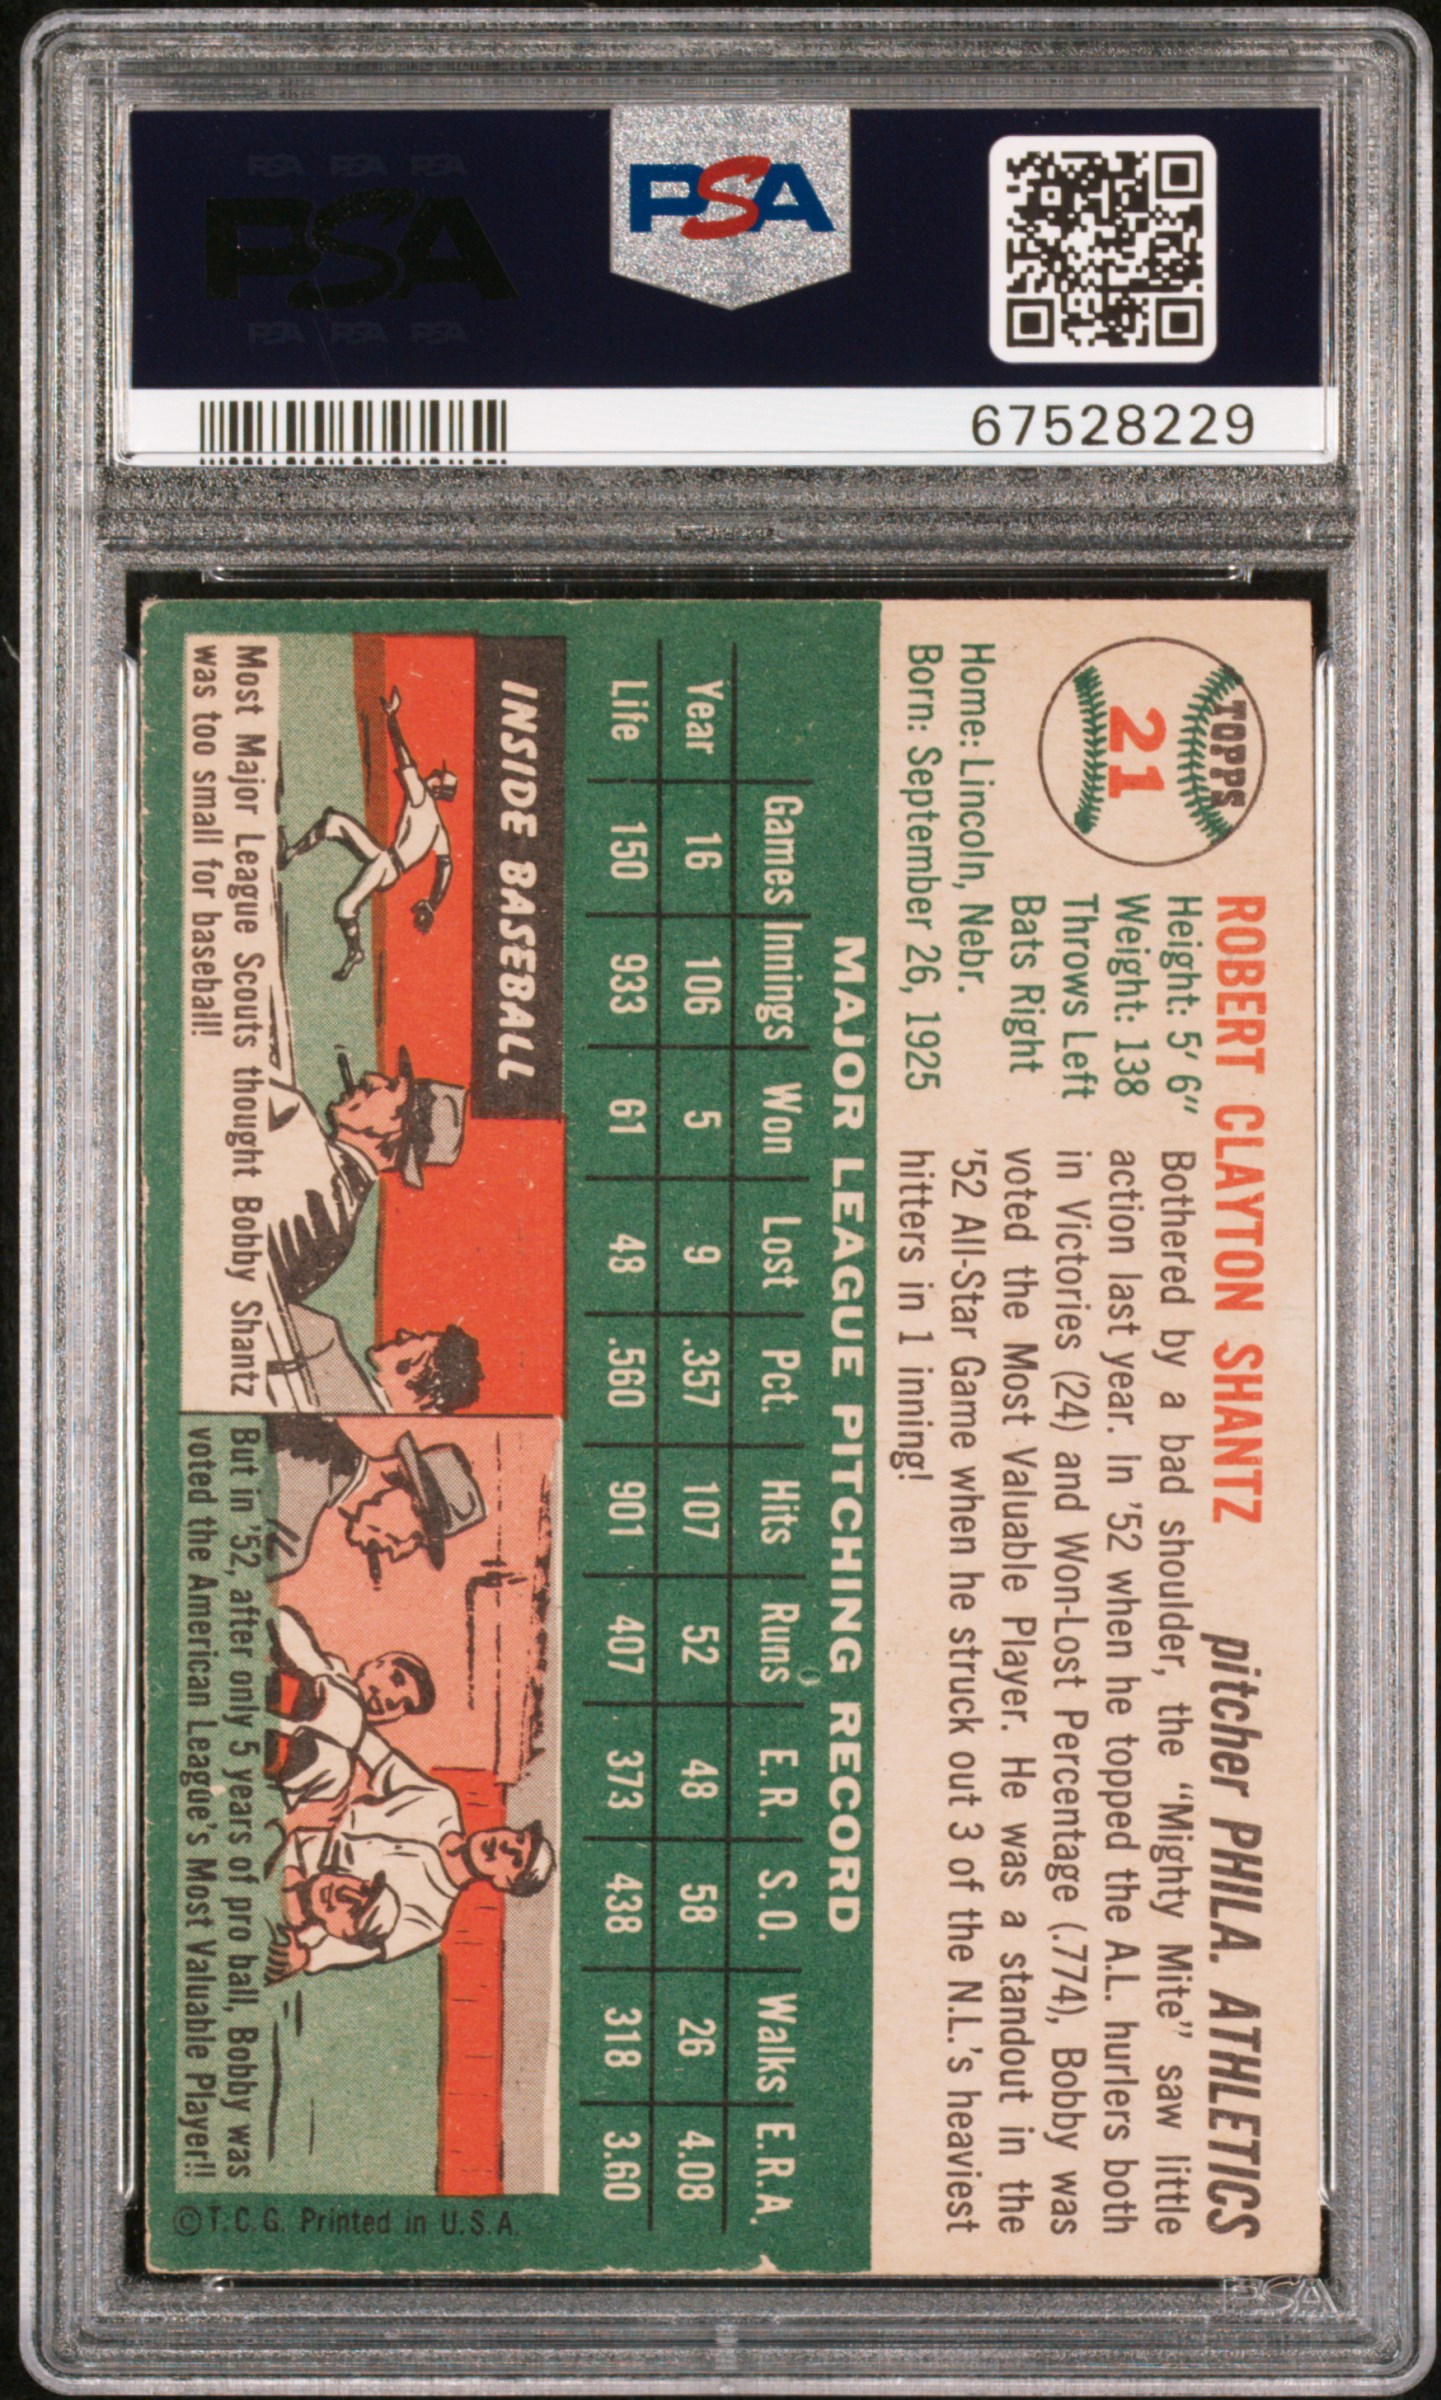 PSA PSA PSA
PSA
PSA PSA PSA
PSA
67528229
TOPPS
21
ROBERT CLAYTON SHANTZ
pitcher PHILA. ATHLETICS
Height: 5' 6"
Weight: 138
Throws Left
Bats Right
Home: Lincoln, Nebr.
Born: September 26, 1925
Bothered by a bad shoulder, the "Mighty Mite" saw little
action last year. In '52 when he topped the A.L. hurlers both
in Victories (24) and Won-Lost Percentage (.774), Bobby was
voted the Most Valuable Player. He was a standout in the
'52 All-Star Game when he struck out 3 of the N.L.'s heaviest
hitters in 1 inning!
MAJOR LEAGUE PITCHING RECORD
Games Innings Won Lost Pct. Hits Runs E.R. S.O. Walks E.R.A.
Year 16 106 5 9 .357 107 52 48 58 26 4.08
Life 150 933 61 48 .560 901 407 373 438 318 3.60
INSIDE BASEBALL
Most Major League Scouts thought Bobby Shantz
was too small for baseball!
But in '52, after only 5 years of pro ball, Bobby was
voted the American League's Most Valuable Player!!
© T.C.G. Printed in U.S.A.
PSA